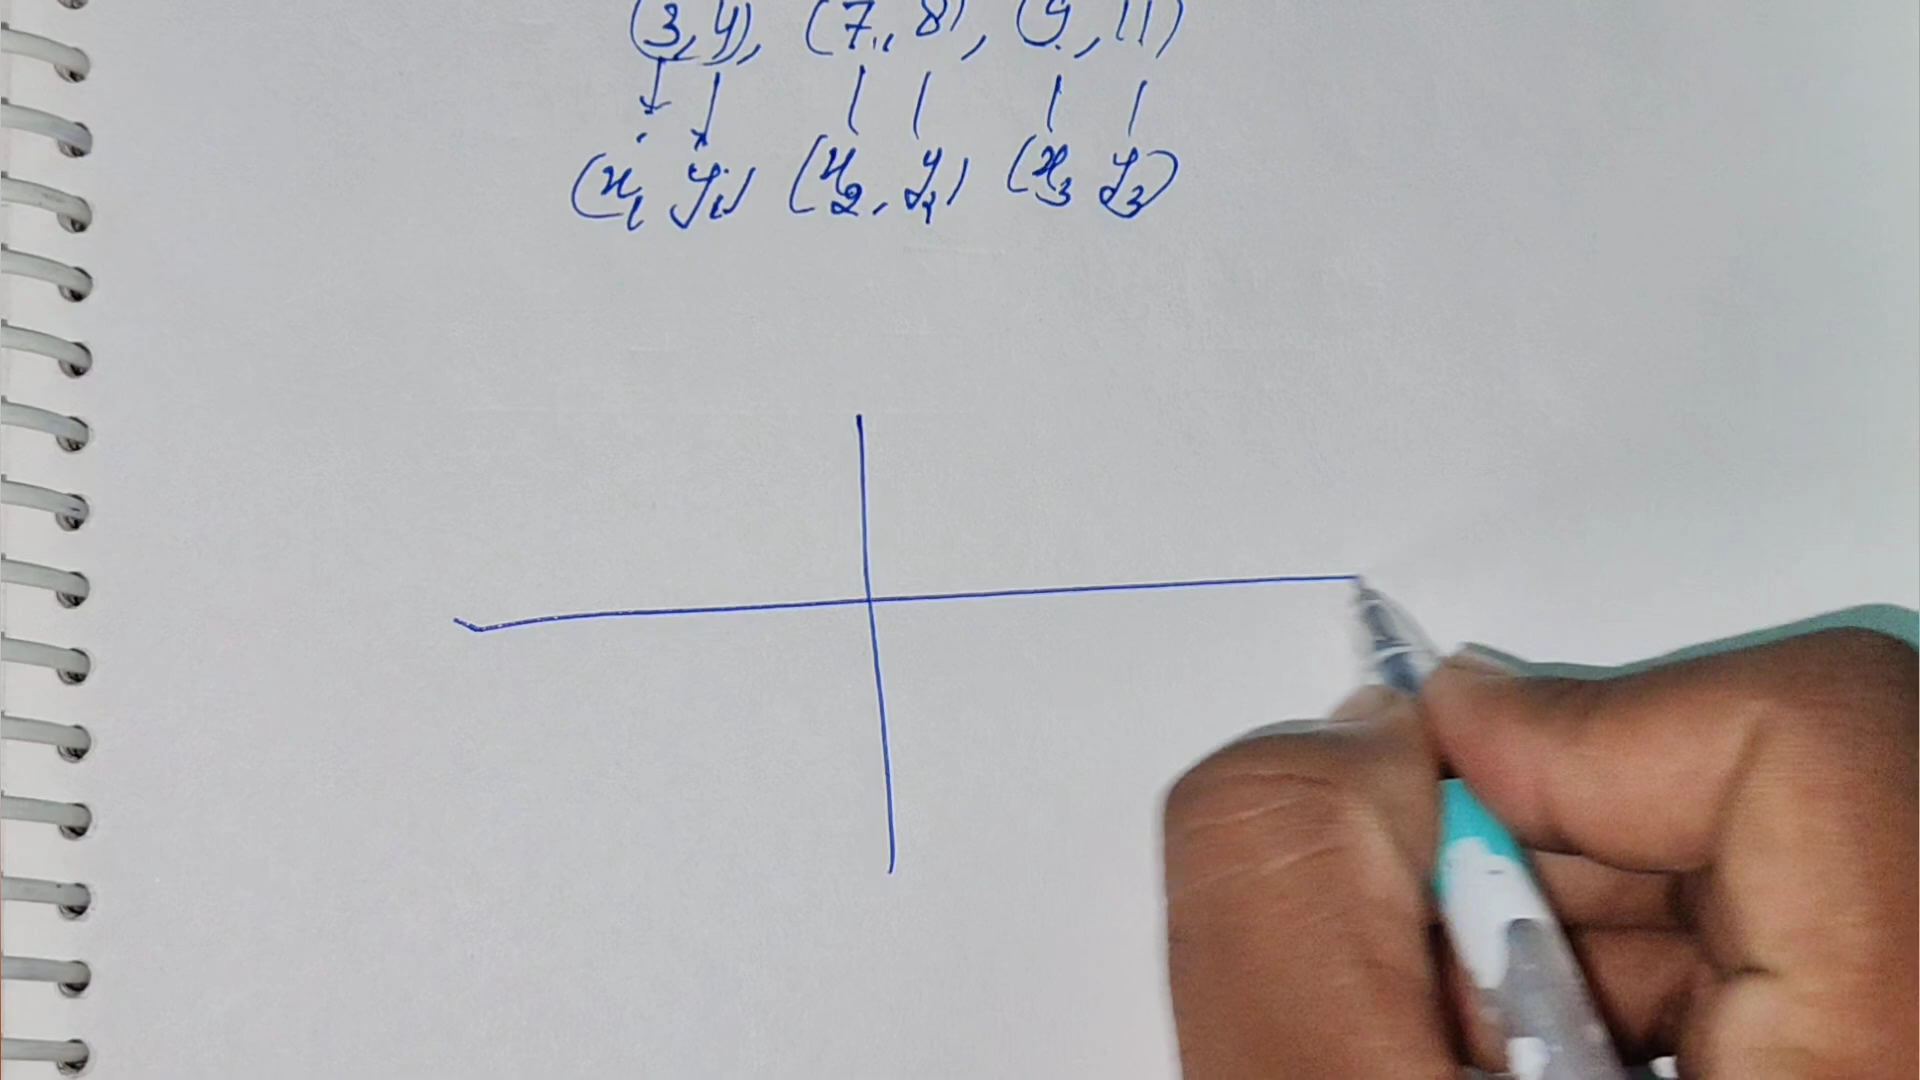 (3, 4), (7, 8), (9, 11)
(x₁ y₁) (x₂, y₂) (x₃ y₃)